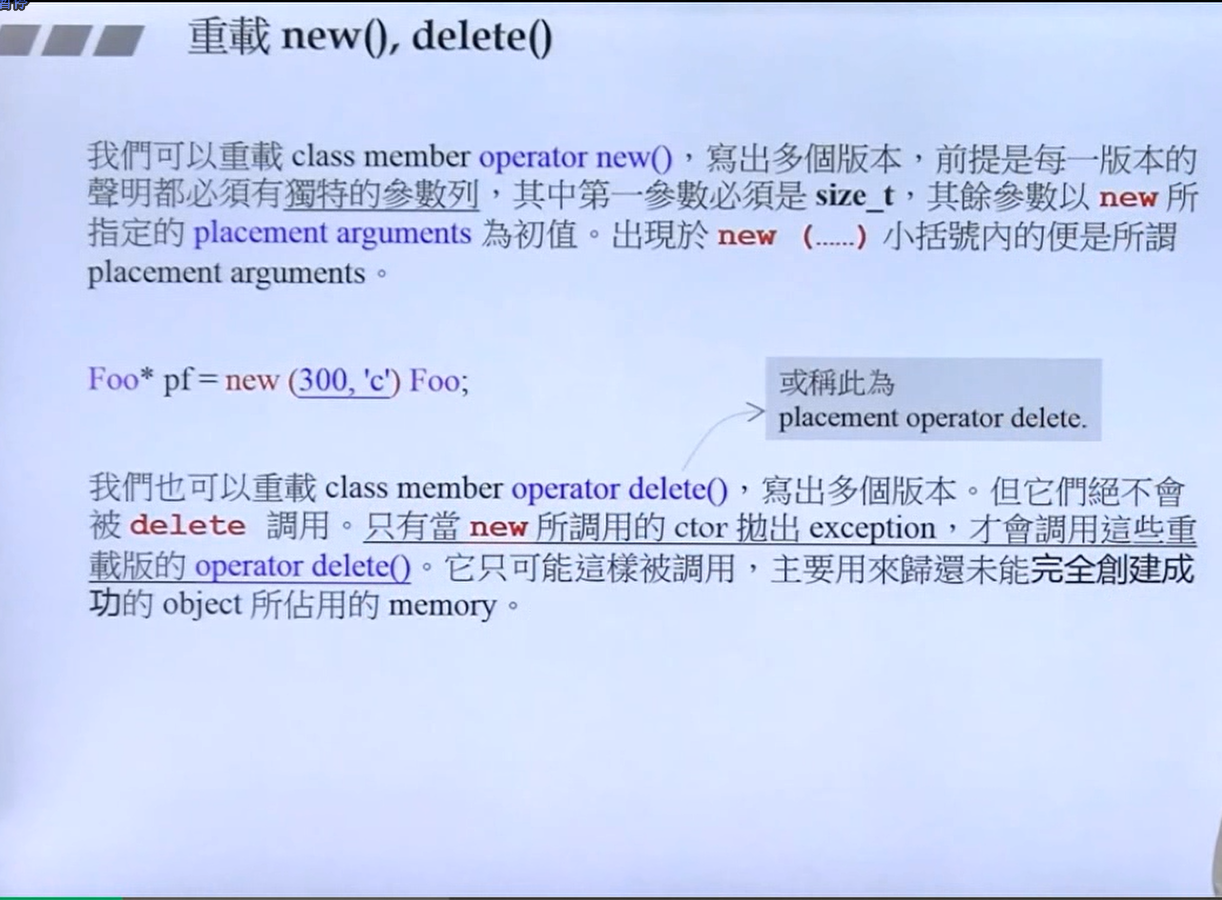 暫停
重載 new(), delete()
我們可以重載 class member operator new()，寫出多個版本，前提是每一版本的
聲明都必須有獨特的參數列，其中第一參數必須是 size_t，其餘參數以 new 所
指定的 placement arguments 為初值。出現於 new (......) 小括號內的便是所謂
placement arguments。
Foo* pf = new (300, 'c') Foo;
或稱此為
placement operator delete.
我們也可以重載 class member operator delete()，寫出多個版本。但它們絕不會
被 delete 調用。只有當 new 所調用的 ctor 拋出 exception，才會調用這些重
載版的 operator delete()。它只可能這樣被調用，主要用來歸還未能完全創建成
功的 object 所佔用的 memory。